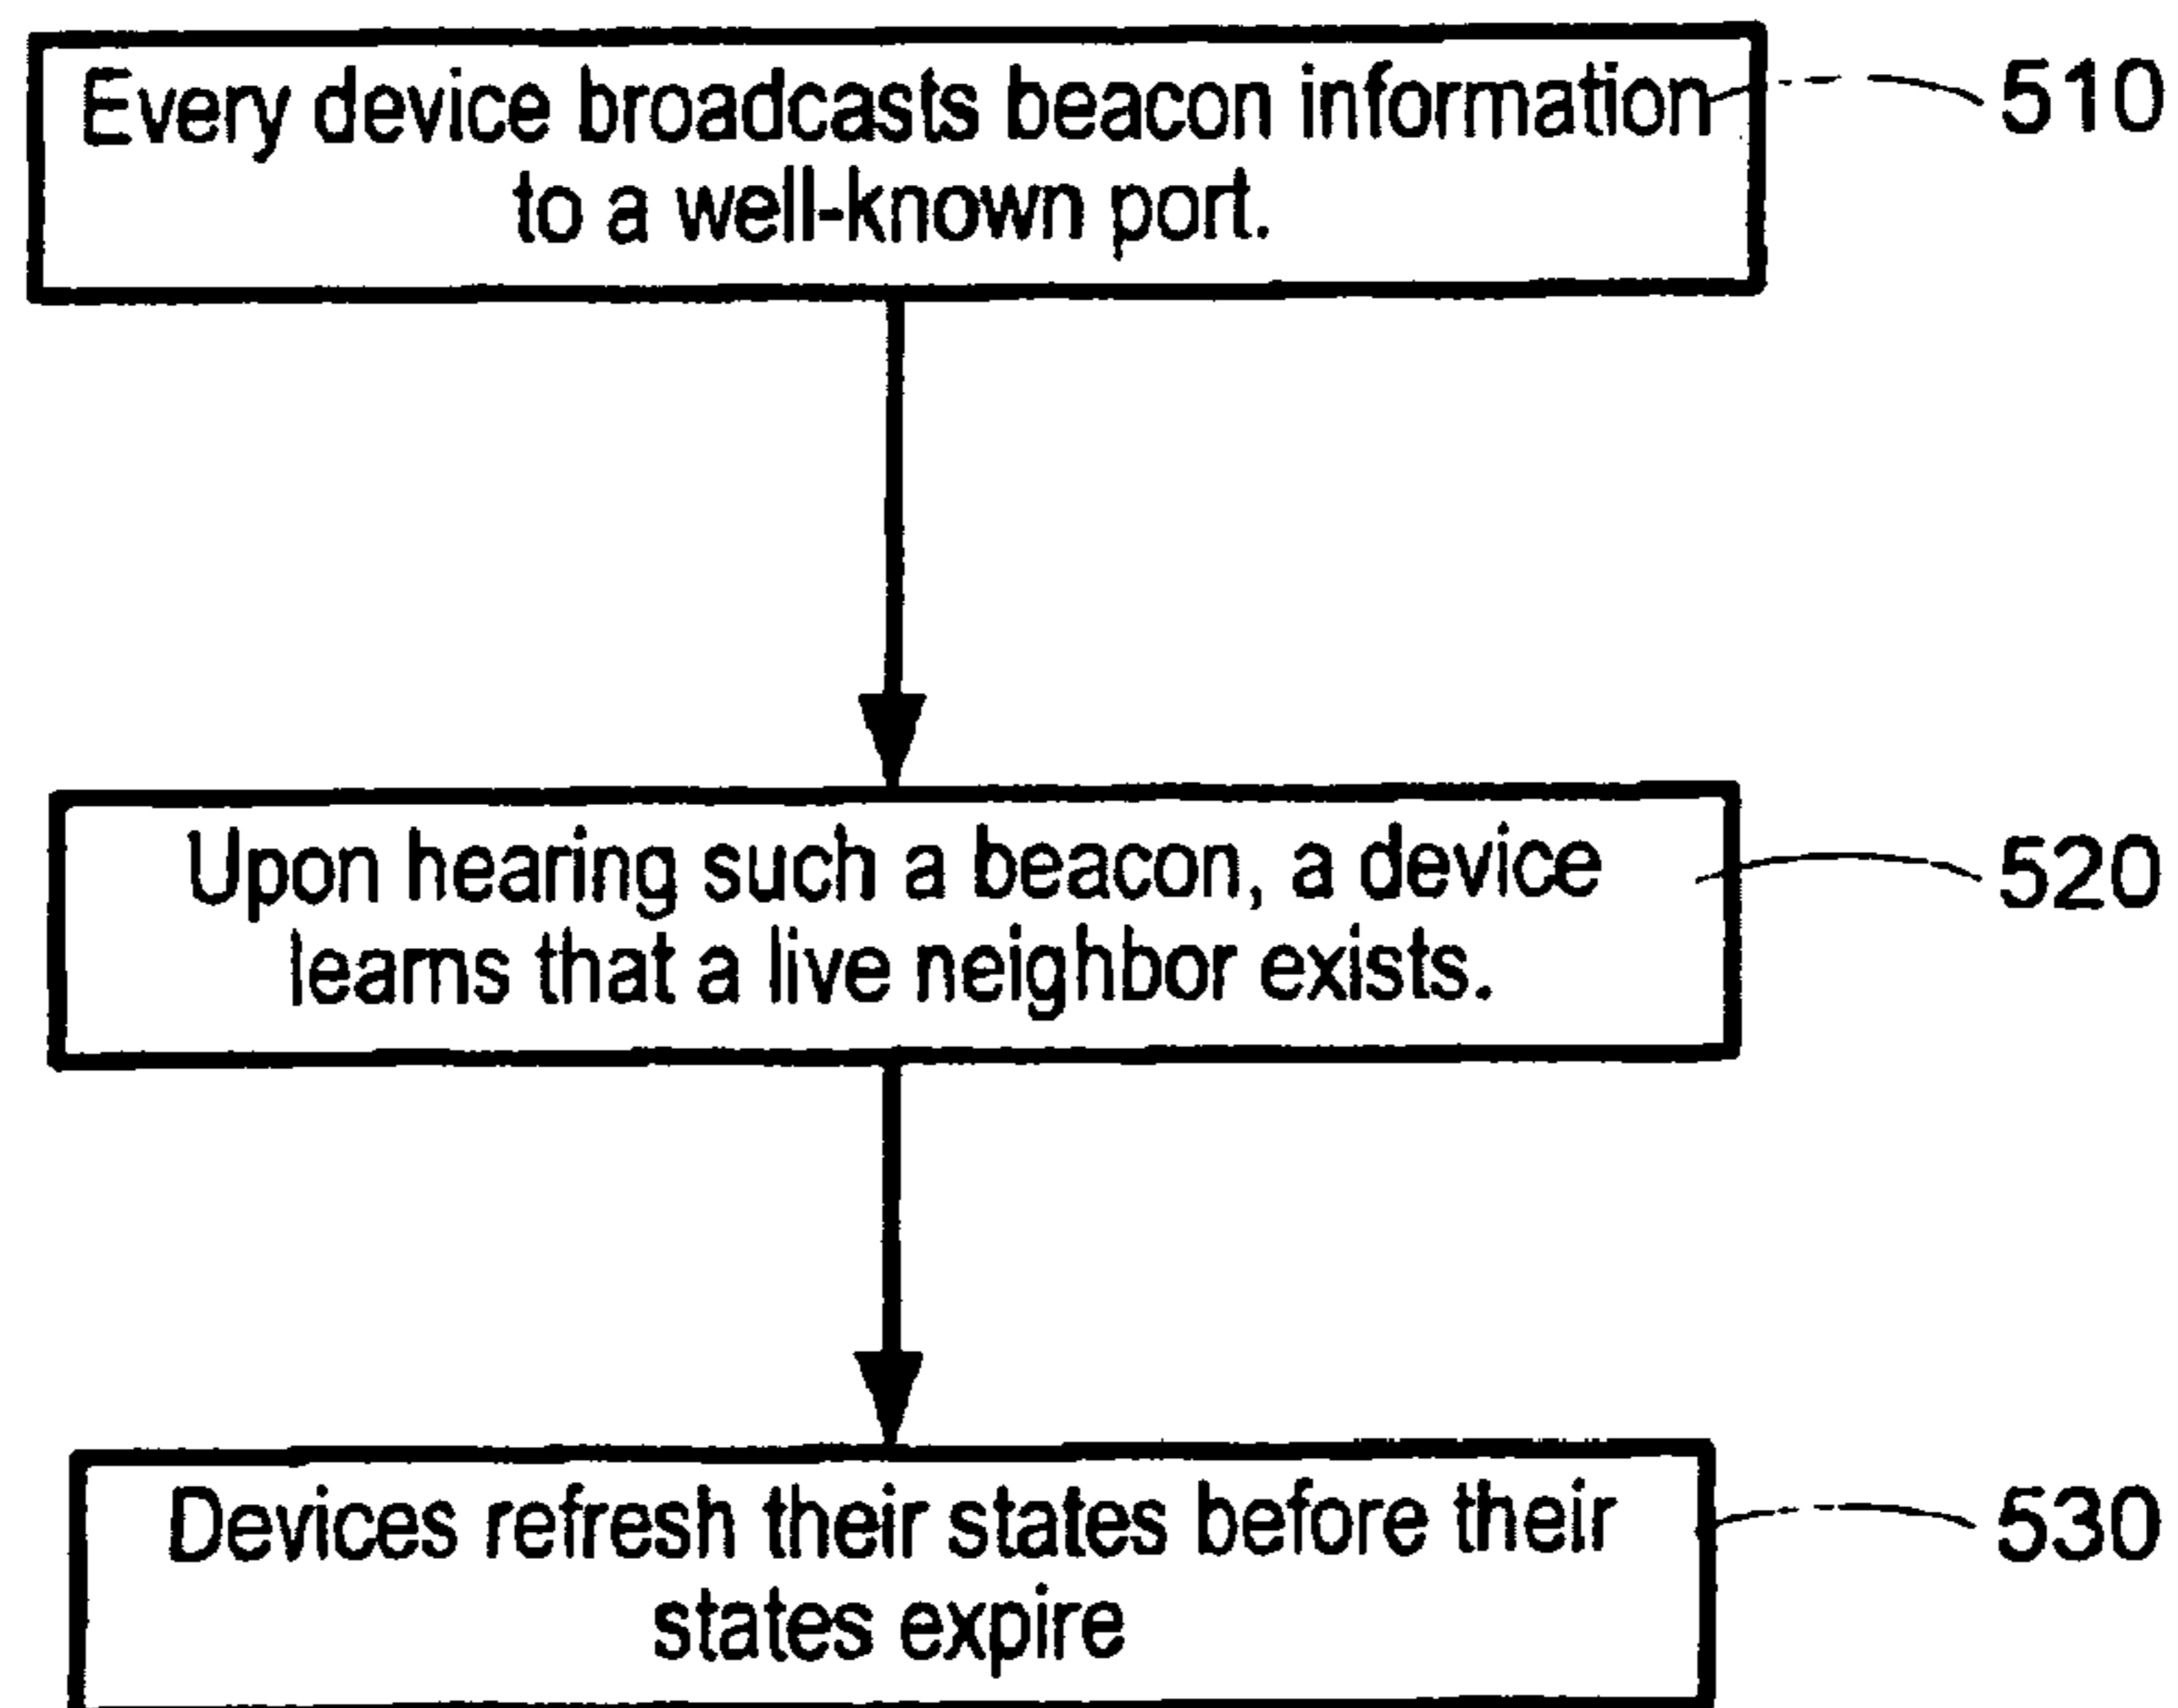 Every device broadcasts beacon information
510
to a well-known port.
Upon hearing such a beacon, a device
520
learns that a live neighbor exists.
Devices refresh their states before their
530
states expire